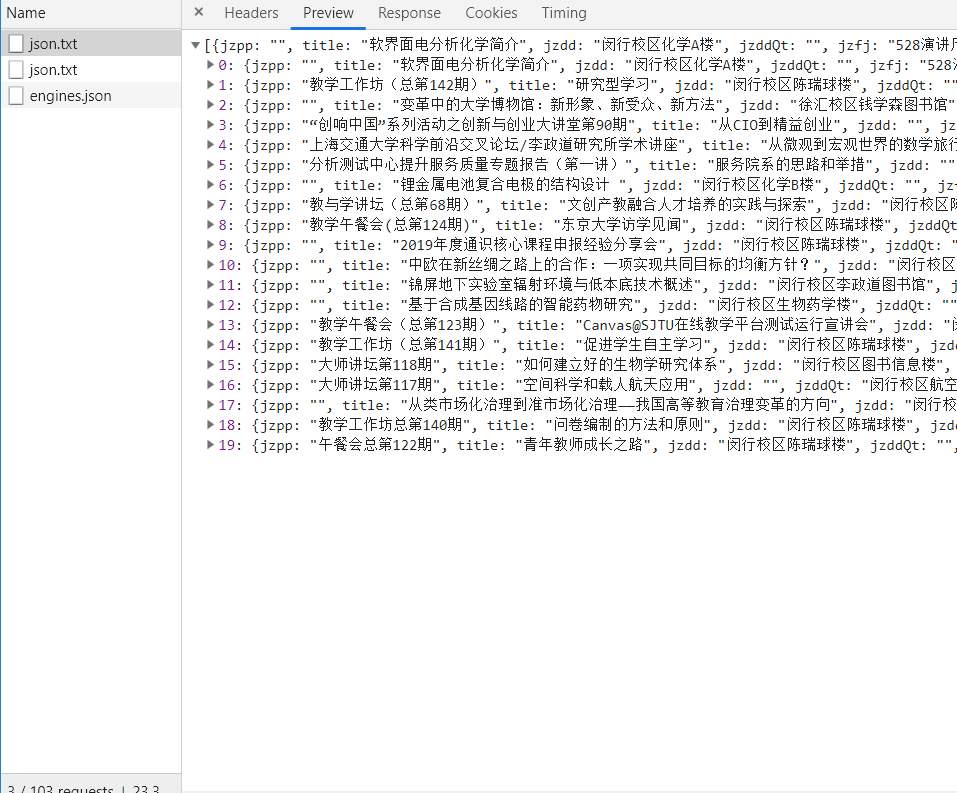 Name
× Headers Preview Response Cookies Timing
json.txt
json.txt
engines.json
▼[{jzpp: "", title: "软界面电分析化学简介", jzdd: "闵行校区化学A楼", jzddQt: "", jzfj: "528演讲厅
▶0: {jzpp: "", title: "软界面电分析化学简介", jzdd: "闵行校区化学A楼", jzddQt: "", jzfj: "528演
▶1: {jzpp: "教学工作坊（总第142期）", title: "研究型学习", jzdd: "闵行校区陈瑞球楼", jzddQt:
▶2: {jzpp: "", title: "变革中的大学博物馆：新形象、新受众、新方法", jzdd: "徐汇校区钱学森图书馆"
▶3: {jzpp: "“创响中国”系列活动之创新与创业大讲堂第90期", title: "从CIO到精益创业", jzdd: "", jz
▶4: {jzpp: "上海交通大学科学前沿交叉论坛/李政道研究所学术讲座", title: "从微观到宏观世界的数学旅行
▶5: {jzpp: "分析测试中心提升服务质量专题报告（第一讲）", title: "服务院系的思路和举措", jzdd: ""
▶6: {jzpp: "", title: "锂金属电池复合电极的结构设计 ", jzdd: "闵行校区化学B楼", jzddQt: "", jzf
▶7: {jzpp: "教与学讲坛（总第68期）", title: "文创产教融合人才培养的实践与探索", jzdd: "闵行校区陈
▶8: {jzpp: "教学午餐会(总第124期)", title: "东京大学访学见闻", jzdd: "闵行校区陈瑞球楼", jzddQt:
▶9: {jzpp: "", title: "2019年度通识核心课程申报经验分享会", jzdd: "闵行校区陈瑞球楼", jzddQt: "
▶10: {jzpp: "", title: "中欧在新丝绸之路上的合作：一项实现共同目标的均衡方针？", jzdd: "闵行校区
▶11: {jzpp: "", title: "锦屏地下实验室辐射环境与低本底技术概述", jzdd: "闵行校区李政道图书馆", j
▶12: {jzpp: "", title: "基于合成基因线路的智能药物研究", jzdd: "闵行校区生物药学楼", jzddQt: ""
▶13: {jzpp: "教学午餐会（总第123期）", title: "Canvas@SJTU在线教学平台测试运行宣讲会", jzdd: "闵
▶14: {jzpp: "教学工作坊（总第141期）", title: "促进学生自主学习", jzdd: "闵行校区陈瑞球楼", jzdd
▶15: {jzpp: "大师讲坛第118期", title: "如何建立好的生物学研究体系", jzdd: "闵行校区图书信息楼",
▶16: {jzpp: "大师讲坛第117期", title: "空间科学和载人航天应用", jzdd: "", jzddQt: "闵行校区航空
▶17: {jzpp: "", title: "从类市场化治理到准市场化治理——我国高等教育治理变革的方向", jzdd: "闵行校
▶18: {jzpp: "教学工作坊总第140期", title: "问卷编制的方法和原则", jzdd: "闵行校区陈瑞球楼", jzdd
▶19: {jzpp: "午餐会总第122期", title: "青年教师成长之路", jzdd: "闵行校区陈瑞球楼", jzddQt: "",
3 / 103 requests | 23.3